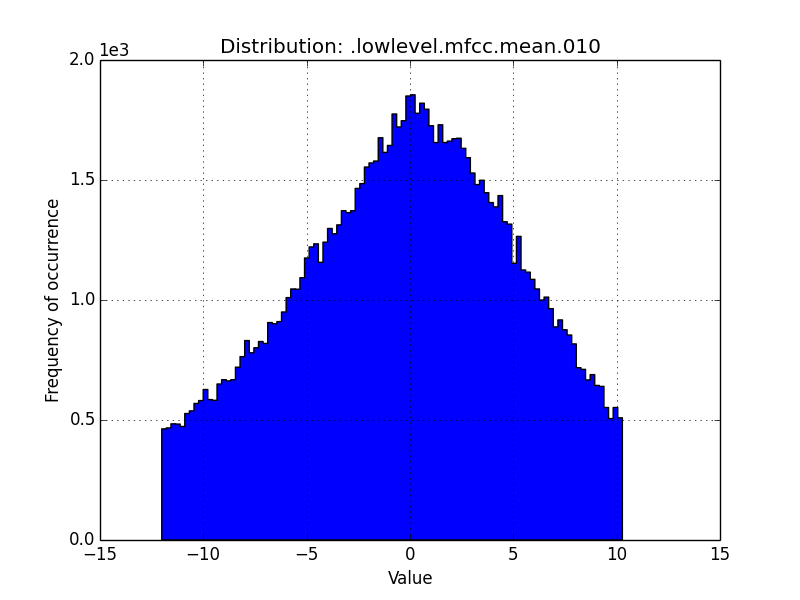 Distribution: .lowlevel.mfcc.mean.010
1e3
2.0
1.5
1.0
0.5
0.0
Frequency of occurrence
−15 −10 −5 0 5 10 15
Value